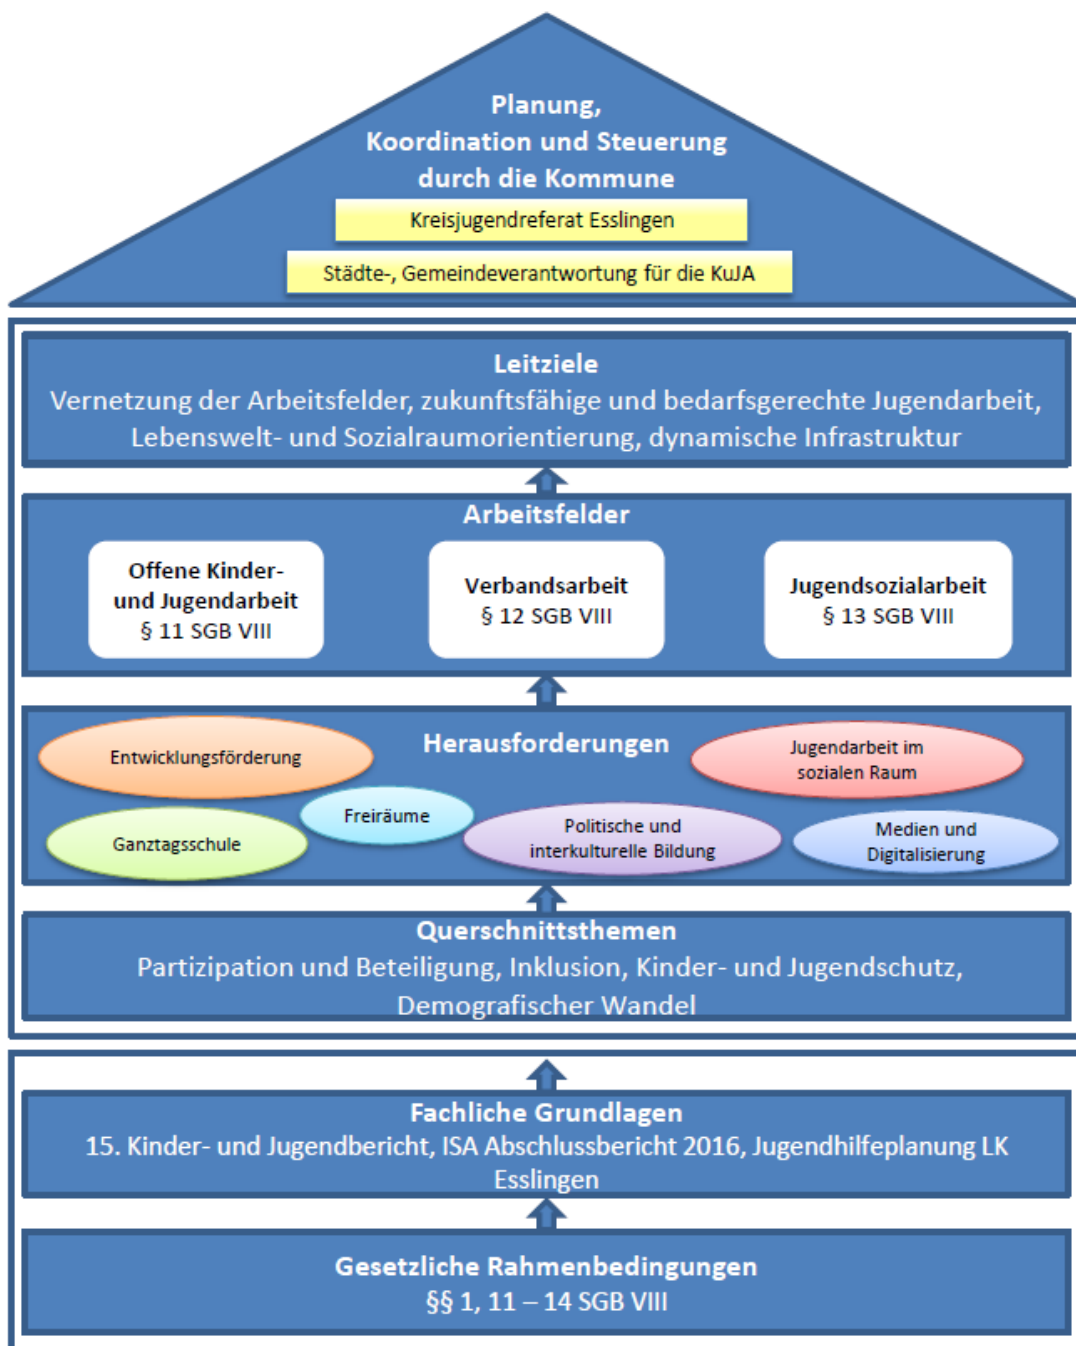 Planung,
Koordination und Steuerung
durch die Kommune
Kreisjugendreferat Esslingen
Städte-, Gemeindeverantwortung für die KuJA
Leitziele
Vernetzung der Arbeitsfelder, zukunftsfähige und bedarfsgerechte Jugendarbeit,
Lebenswelt- und Sozialraumorientierung, dynamische Infrastruktur
Arbeitsfelder
Offene Kinder-
und Jugendarbeit
§ 11 SGB VIII
Verbandsarbeit
§ 12 SGB VIII
Jugendsozialarbeit
§ 13 SGB VIII
Herausforderungen
Entwicklungsförderung
Jugendarbeit im
sozialen Raum
Ganztagsschule
Freiräume
Politische und
interkulturelle Bildung
Medien und
Digitalisierung
Querschnittsthemen
Partizipation und Beteiligung, Inklusion, Kinder- und Jugendschutz,
Demografischer Wandel
Fachliche Grundlagen
15. Kinder- und Jugendbericht, ISA Abschlussbericht 2016, Jugendhilfeplanung LK
Esslingen
Gesetzliche Rahmenbedingungen
§§ 1, 11 – 14 SGB VIII